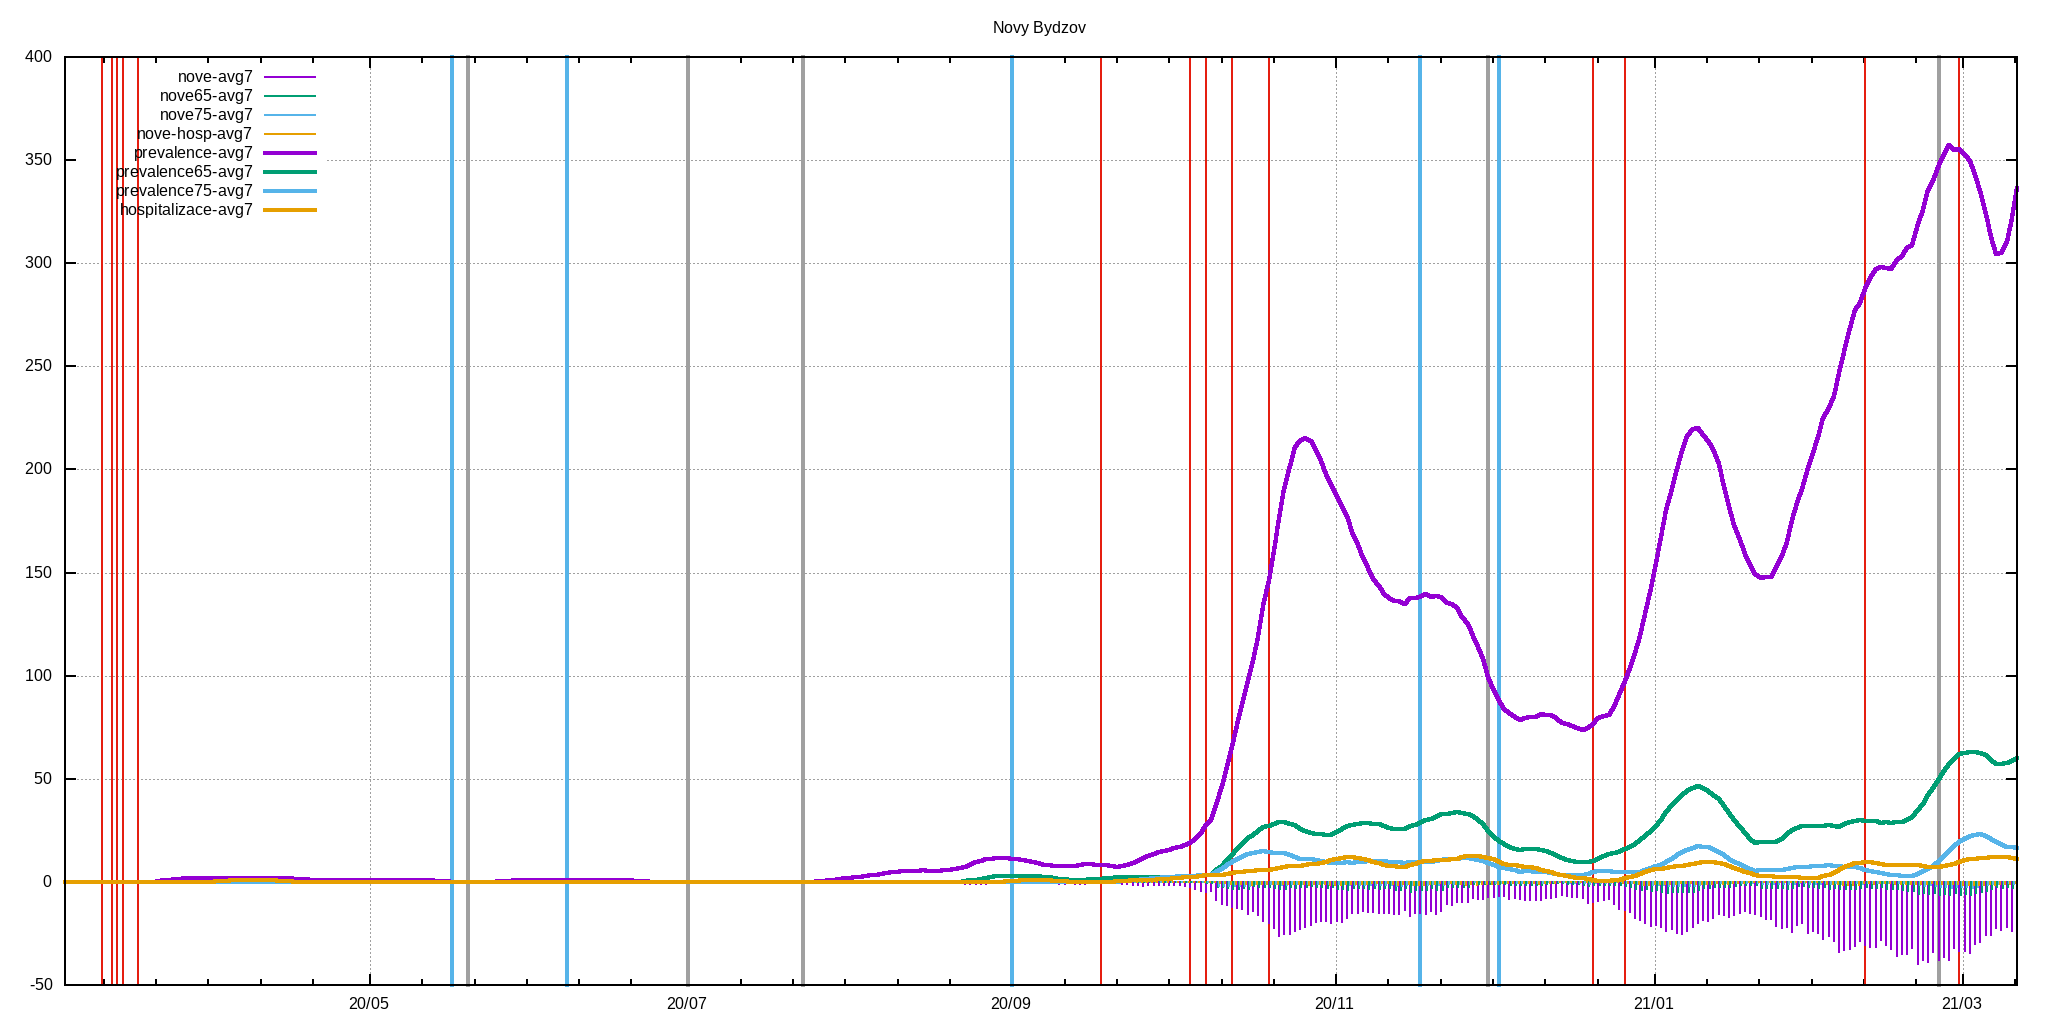 Novy Bydzov
400
350
300
250
200
150
100
50
0
-50
nove-avg7
nove65-avg7
nove75-avg7
nove-hosp-avg7
prevalence-avg7
prevalence65-avg7
prevalence75-avg7
hospitalizace-avg7
20/05 20/07 20/09 20/11 21/01 21/03